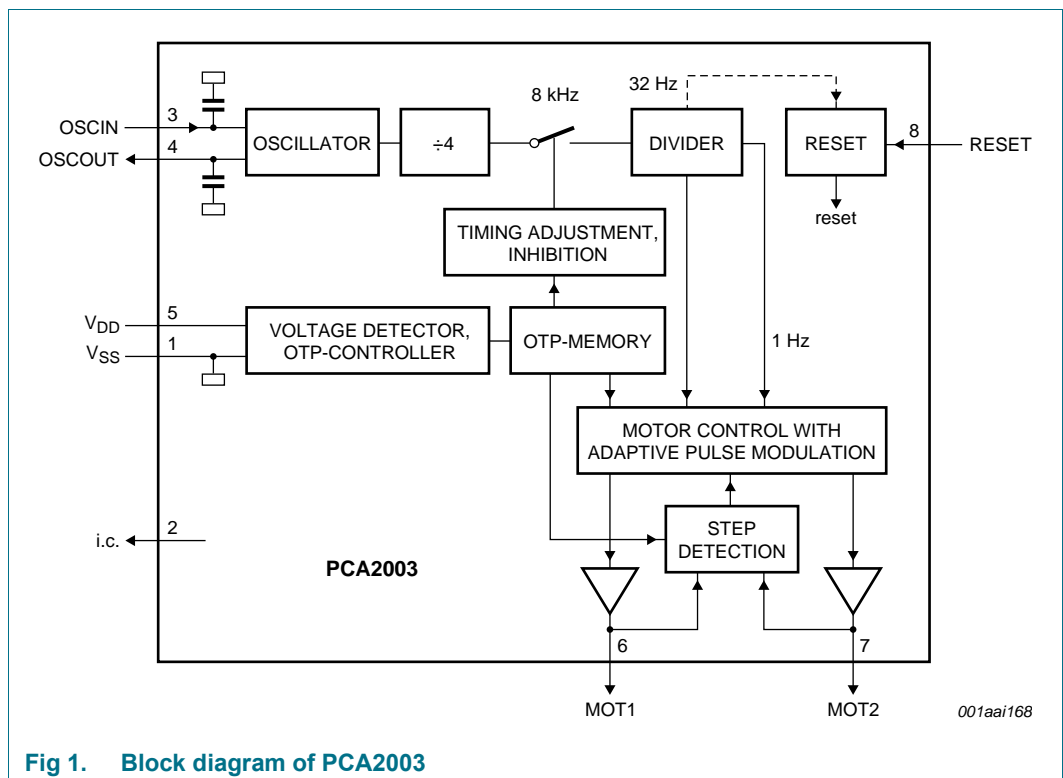 8 kHz
32 Hz
3
OSCIN
4
OSCOUT
OSCILLATOR
÷4
DIVIDER
RESET
8
RESET
reset
TIMING ADJUSTMENT,
INHIBITION
5
VDD
1
VSS
VOLTAGE DETECTOR,
OTP-CONTROLLER
OTP-MEMORY
1 Hz
MOTOR CONTROL WITH
ADAPTIVE PULSE MODULATION
2
i.c.
STEP
DETECTION
PCA2003
6
7
MOT1
MOT2
001aai168
Fig 1. Block diagram of PCA2003